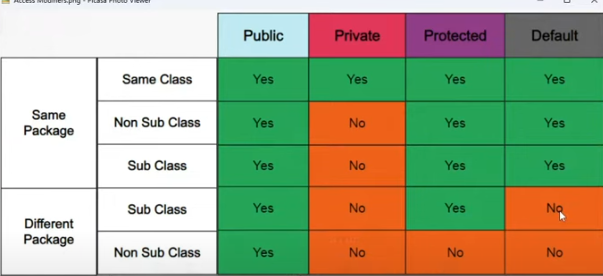 Access Modifiers.png - Picasa Photo Viewer
Public Private Protected Default
Same Package
Same Class Yes Yes Yes Yes
Non Sub Class Yes No Yes Yes
Sub Class Yes No Yes Yes
Different Package
Sub Class Yes No Yes No
Non Sub Class Yes No No No